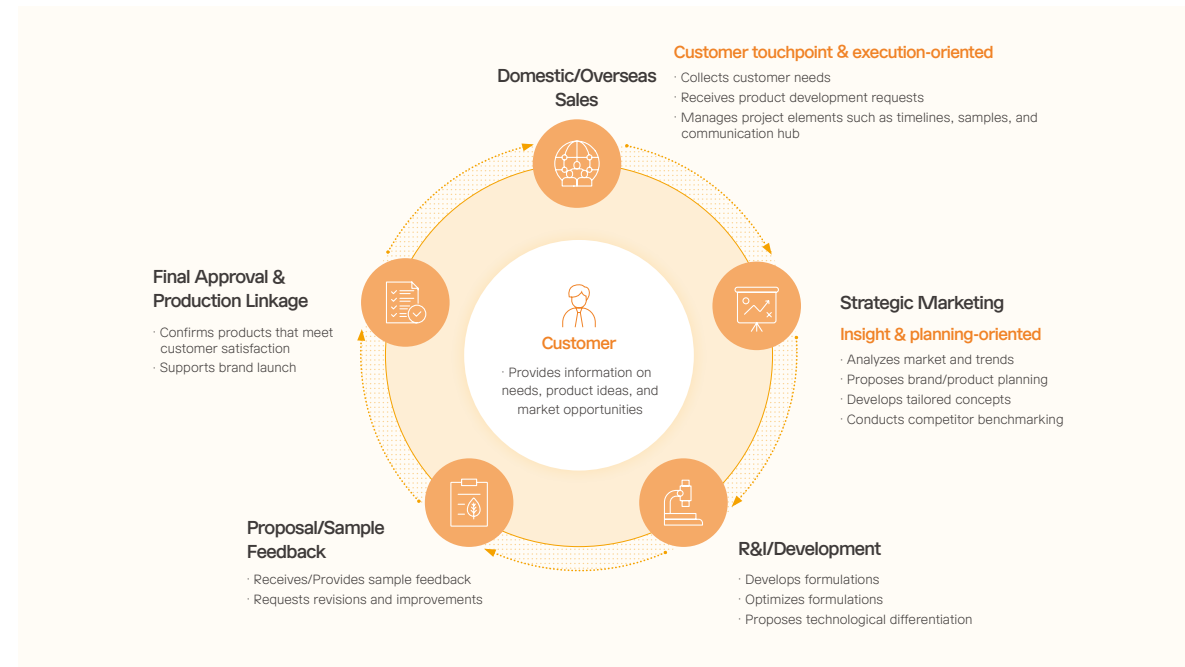 Domestic/Overseas
Sales
Customer touchpoint & execution-oriented
· Collects customer needs
· Receives product development requests
· Manages project elements such as timelines, samples, and
communication hub
Strategic Marketing
Insight & planning-oriented
· Analyzes market and trends
· Proposes brand/product planning
· Develops tailored concepts
· Conducts competitor benchmarking
R&I/Development
· Develops formulations
· Optimizes formulations
· Proposes technological differentiation
Proposal/Sample
Feedback
· Receives/Provides sample feedback
· Requests revisions and improvements
Final Approval &
Production Linkage
· Confirms products that meet
customer satisfaction
· Supports brand launch
Customer
· Provides information on
needs, product ideas, and
market opportunities